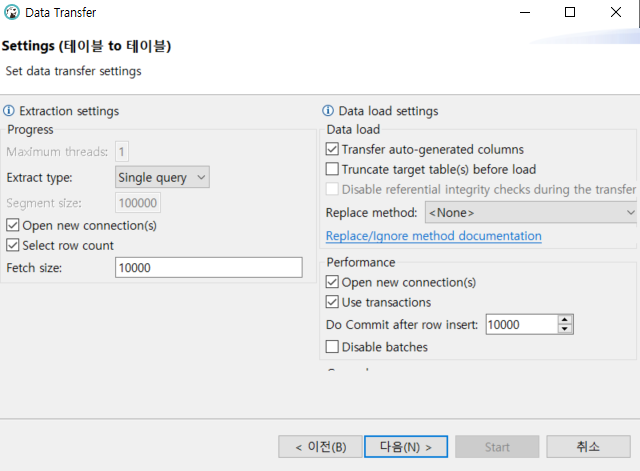 Data Transfer
Settings (테이블 to 테이블)
Set data transfer settings
Extraction settings
Progress
Maximum threads: 1
Extract type: Single query
Segment size: 100000
Open new connection(s)
Select row count
Fetch size: 10000
Data load settings
Data load
Transfer auto-generated columns
Truncate target table(s) before load
Disable referential integrity checks during the transfer
Replace method: <None>
Replace/Ignore method documentation
Performance
Open new connection(s)
Use transactions
Do Commit after row insert: 10000
Disable batches
< 이전(B)
다음(N) >
Start
취소